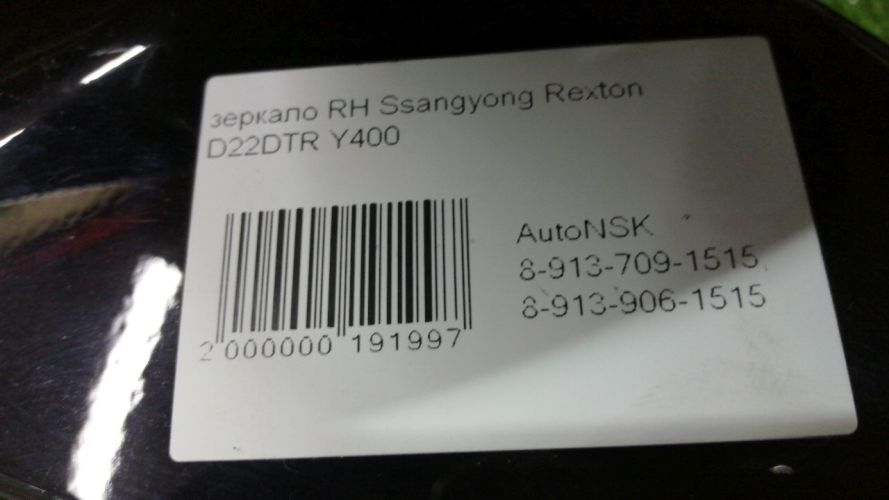 зеркало RH Ssangyong Rexton
D22DTR Y400
AutoNSK
8-913-709-1515,
8-913-906-1515
2 000000 191997